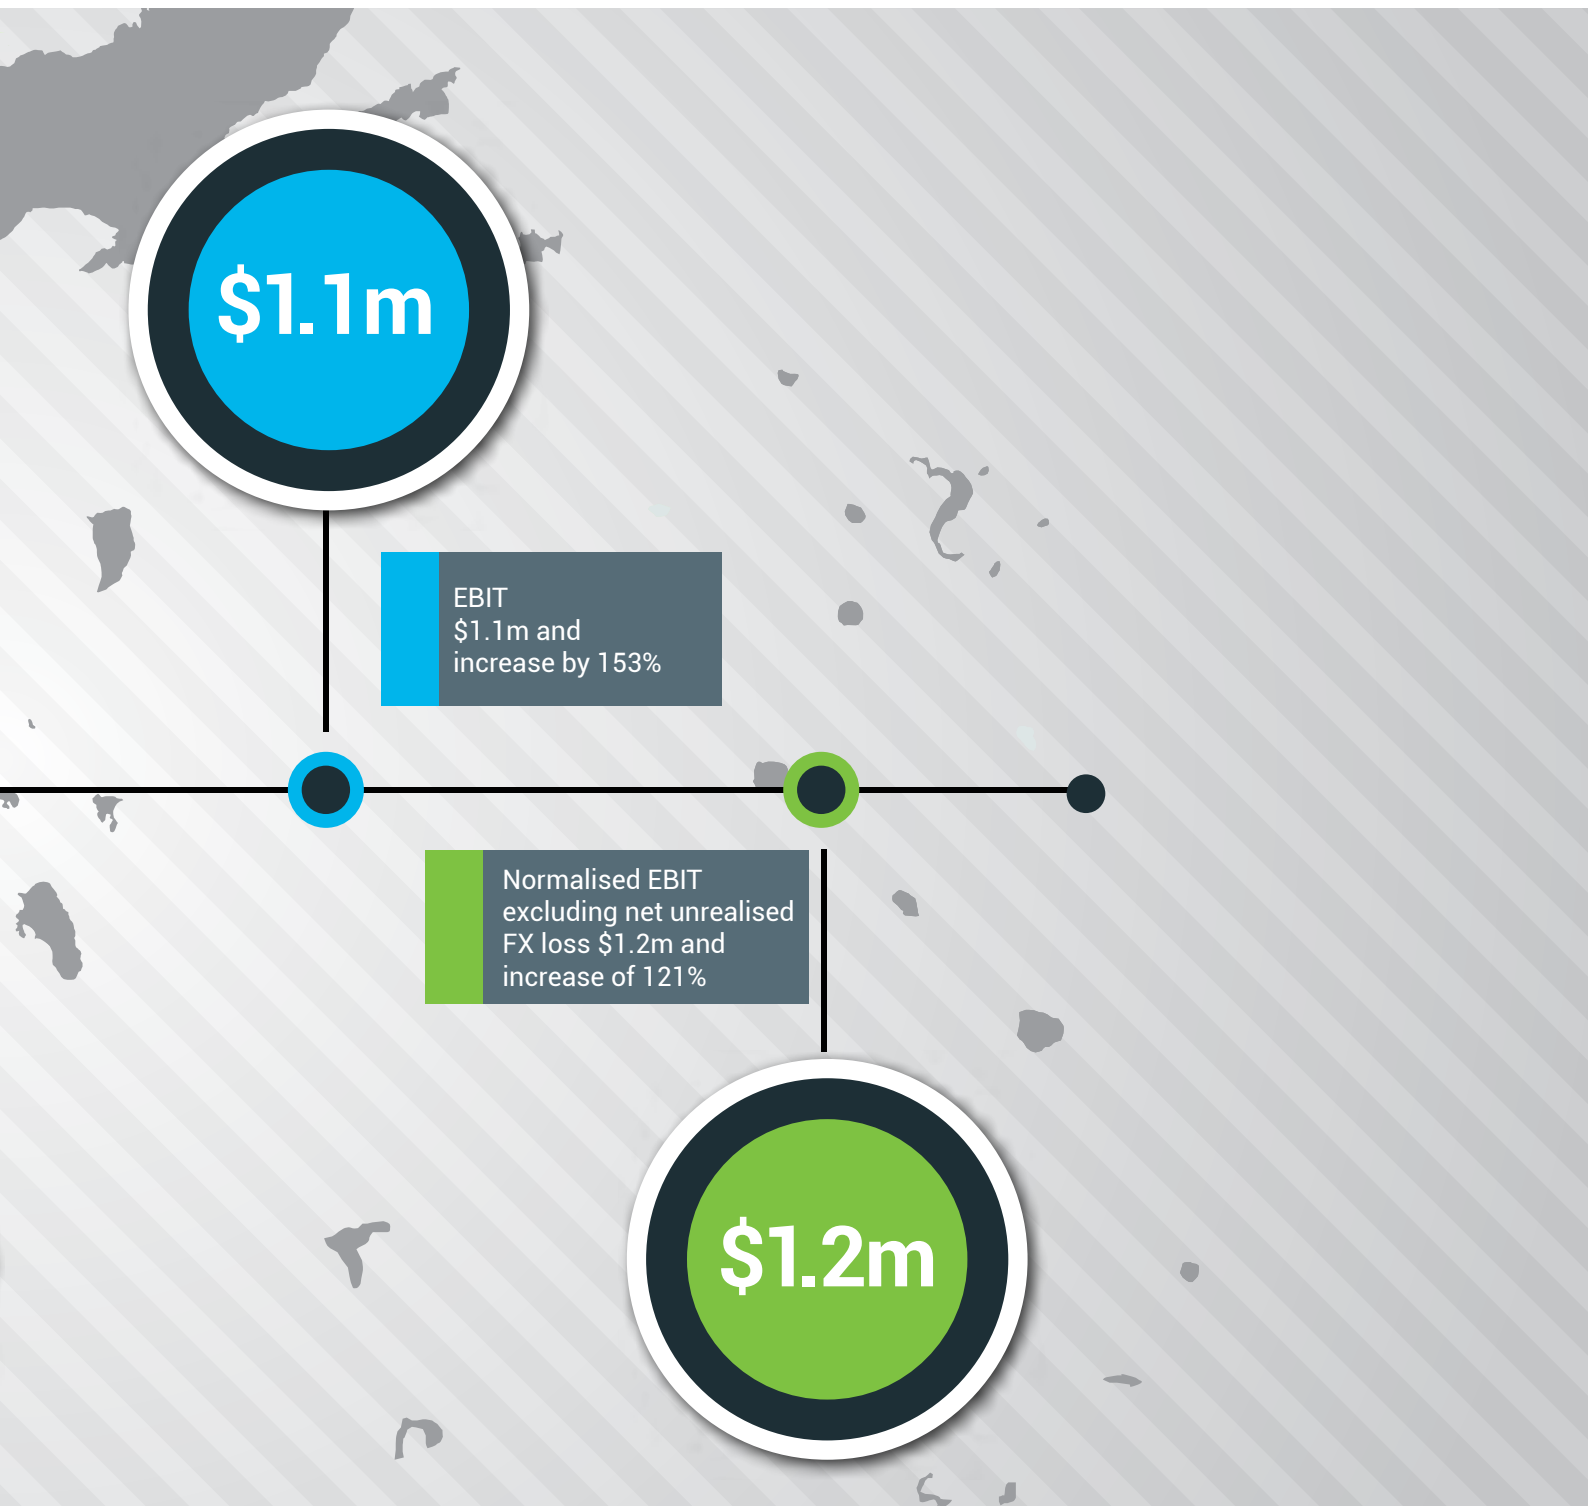 $1.1m
EBIT
$1.1m and
increase by 153%
Normalised EBIT
excluding net unrealised
FX loss $1.2m and
increase of 121%
$1.2m